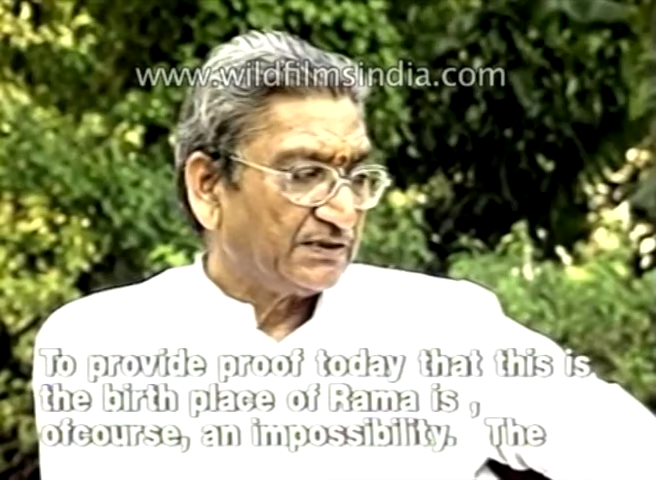 www.wildfilmsindia.com
To provide proof today that this is
the birth place of Rama is ,
ofcourse, an impossibility. The